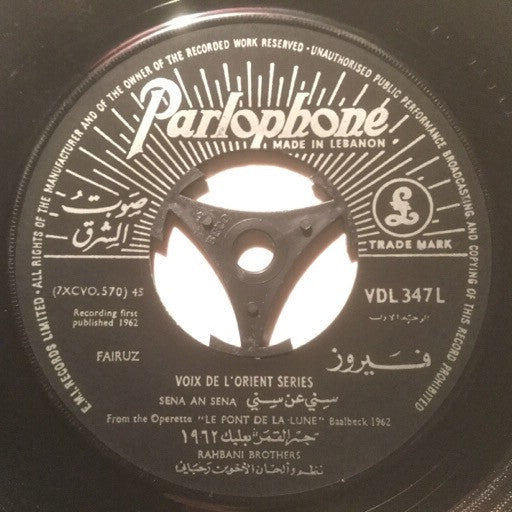 E.M.I. RECORDS LIMITED · ALL RIGHTS OF THE MANUFACTURER AND OF THE OWNER OF THE RECORDED WORK RESERVED · UNAUTHORISED PUBLIC PERFORMANCE BROADCASTING AND COPYING OF THIS RECORD PROHIBITED
Parlophone
MADE IN LEBANON
صوت
الشرق
£
TRADE MARK
(7XCVO.570) 45
VDL 347 L
Recording first
published 1962
FAIRUZ
فيروز
VOIX DE L'ORIENT SERIES
SENA AN SENA سني عن سني
From the Operette "LE PONT DE LA LUNE" Baalbeck 1962
جسر القمر" بعلبك ١٩٦٢"
RAHBANI BROTHERS
نظم والحان الأخوين رحباني